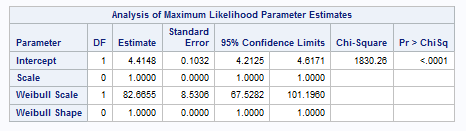 Analysis of Maximum Likelihood Parameter Estimates
Parameter DF Estimate Standard Error 95% Confidence Limits Chi-Square Pr > ChiSq
Intercept 1 4.4148 0.1032 4.2125 4.6171 1830.26 <.0001
Scale 0 1.0000 0.0000 1.0000 1.0000
Weibull Scale 1 82.6655 8.5306 67.5282 101.1960
Weibull Shape 0 1.0000 0.0000 1.0000 1.0000